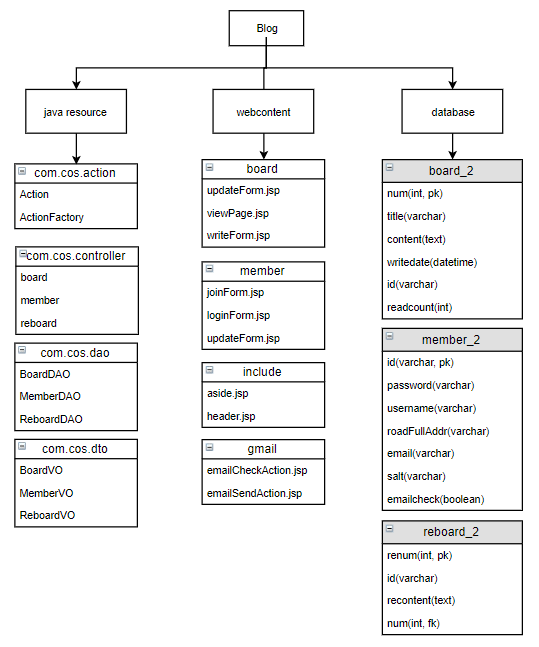 Blog
java resource
webcontent
database
com.cos.action
Action
ActionFactory
com.cos.controller
board
member
reboard
com.cos.dao
BoardDAO
MemberDAO
ReboardDAO
com.cos.dto
BoardVO
MemberVO
ReboardVO
board
updateForm.jsp
viewPage.jsp
writeForm.jsp
member
joinForm.jsp
loginForm.jsp
updateForm.jsp
include
aside.jsp
header.jsp
gmail
emailCheckAction.jsp
emailSendAction.jsp
board_2
num(int, pk)
title(varchar)
content(text)
writedate(datetime)
id(varchar)
readcount(int)
member_2
id(varchar, pk)
password(varchar)
username(varchar)
roadFullAddr(varchar)
email(varchar)
salt(varchar)
emailcheck(boolean)
reboard_2
renum(int, pk)
id(varchar)
recontent(text)
num(int, fk)